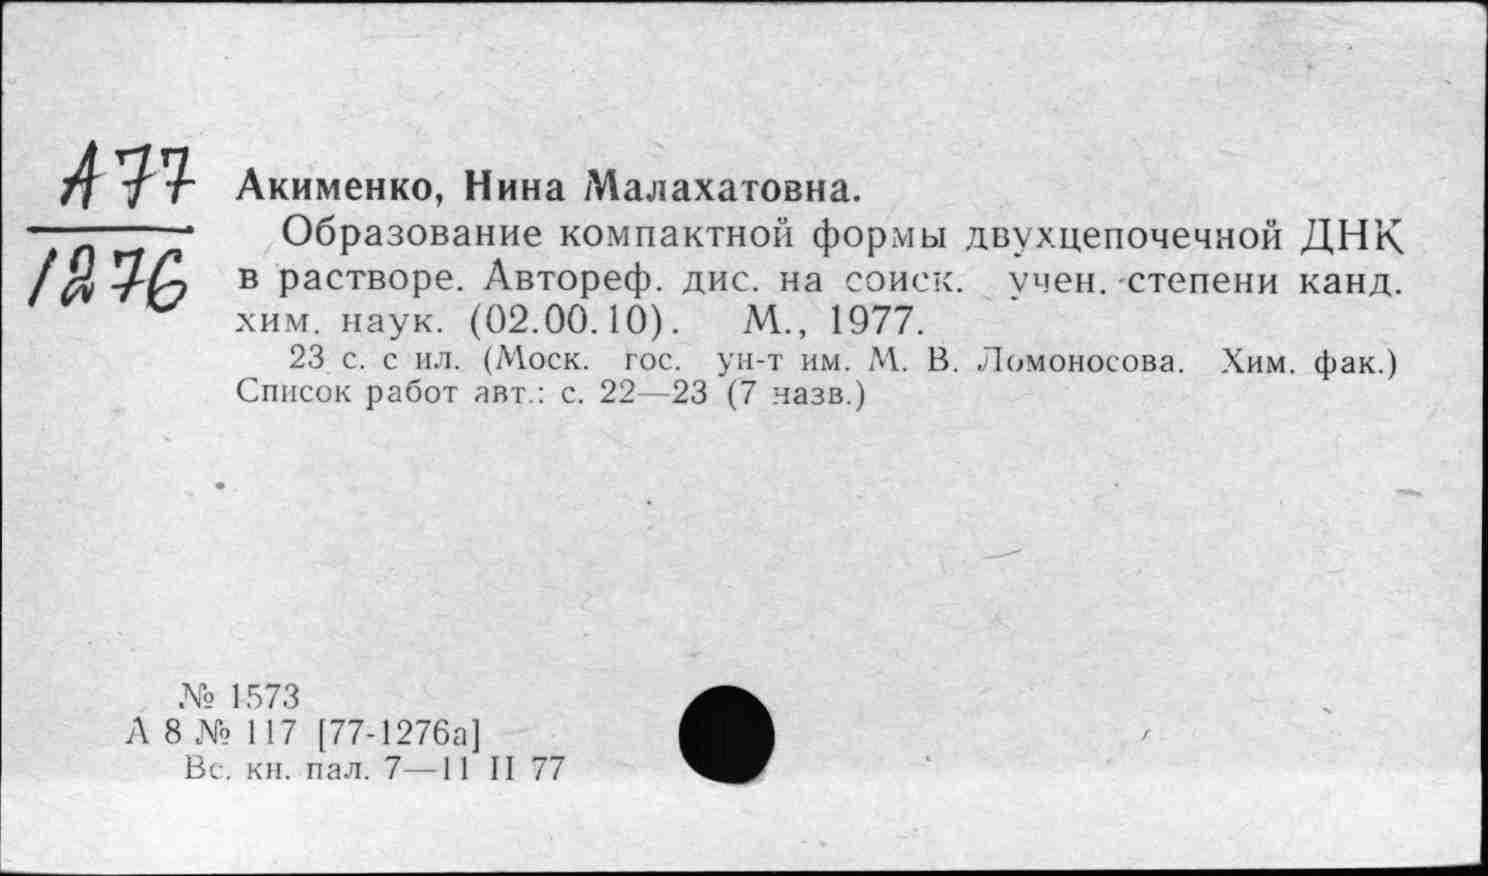 А77
1276
Акименко, Нина Малахатовна.
Образование компактной формы двухцепочечной ДНК
в растворе. Автореф. дис. на соиск. учен. степени канд.
хим. наук. (02.00.10). М., 1977.
23 с. с ил. (Моск. гос. ун-т им. М. В. Ломоносова. Хим. фак.)
Список работ авт.: с. 22—23 (7 назв.)
№ 1573
А 8 № 117 [77-1276а]
Вс. кн. пал. 7—11 II 77